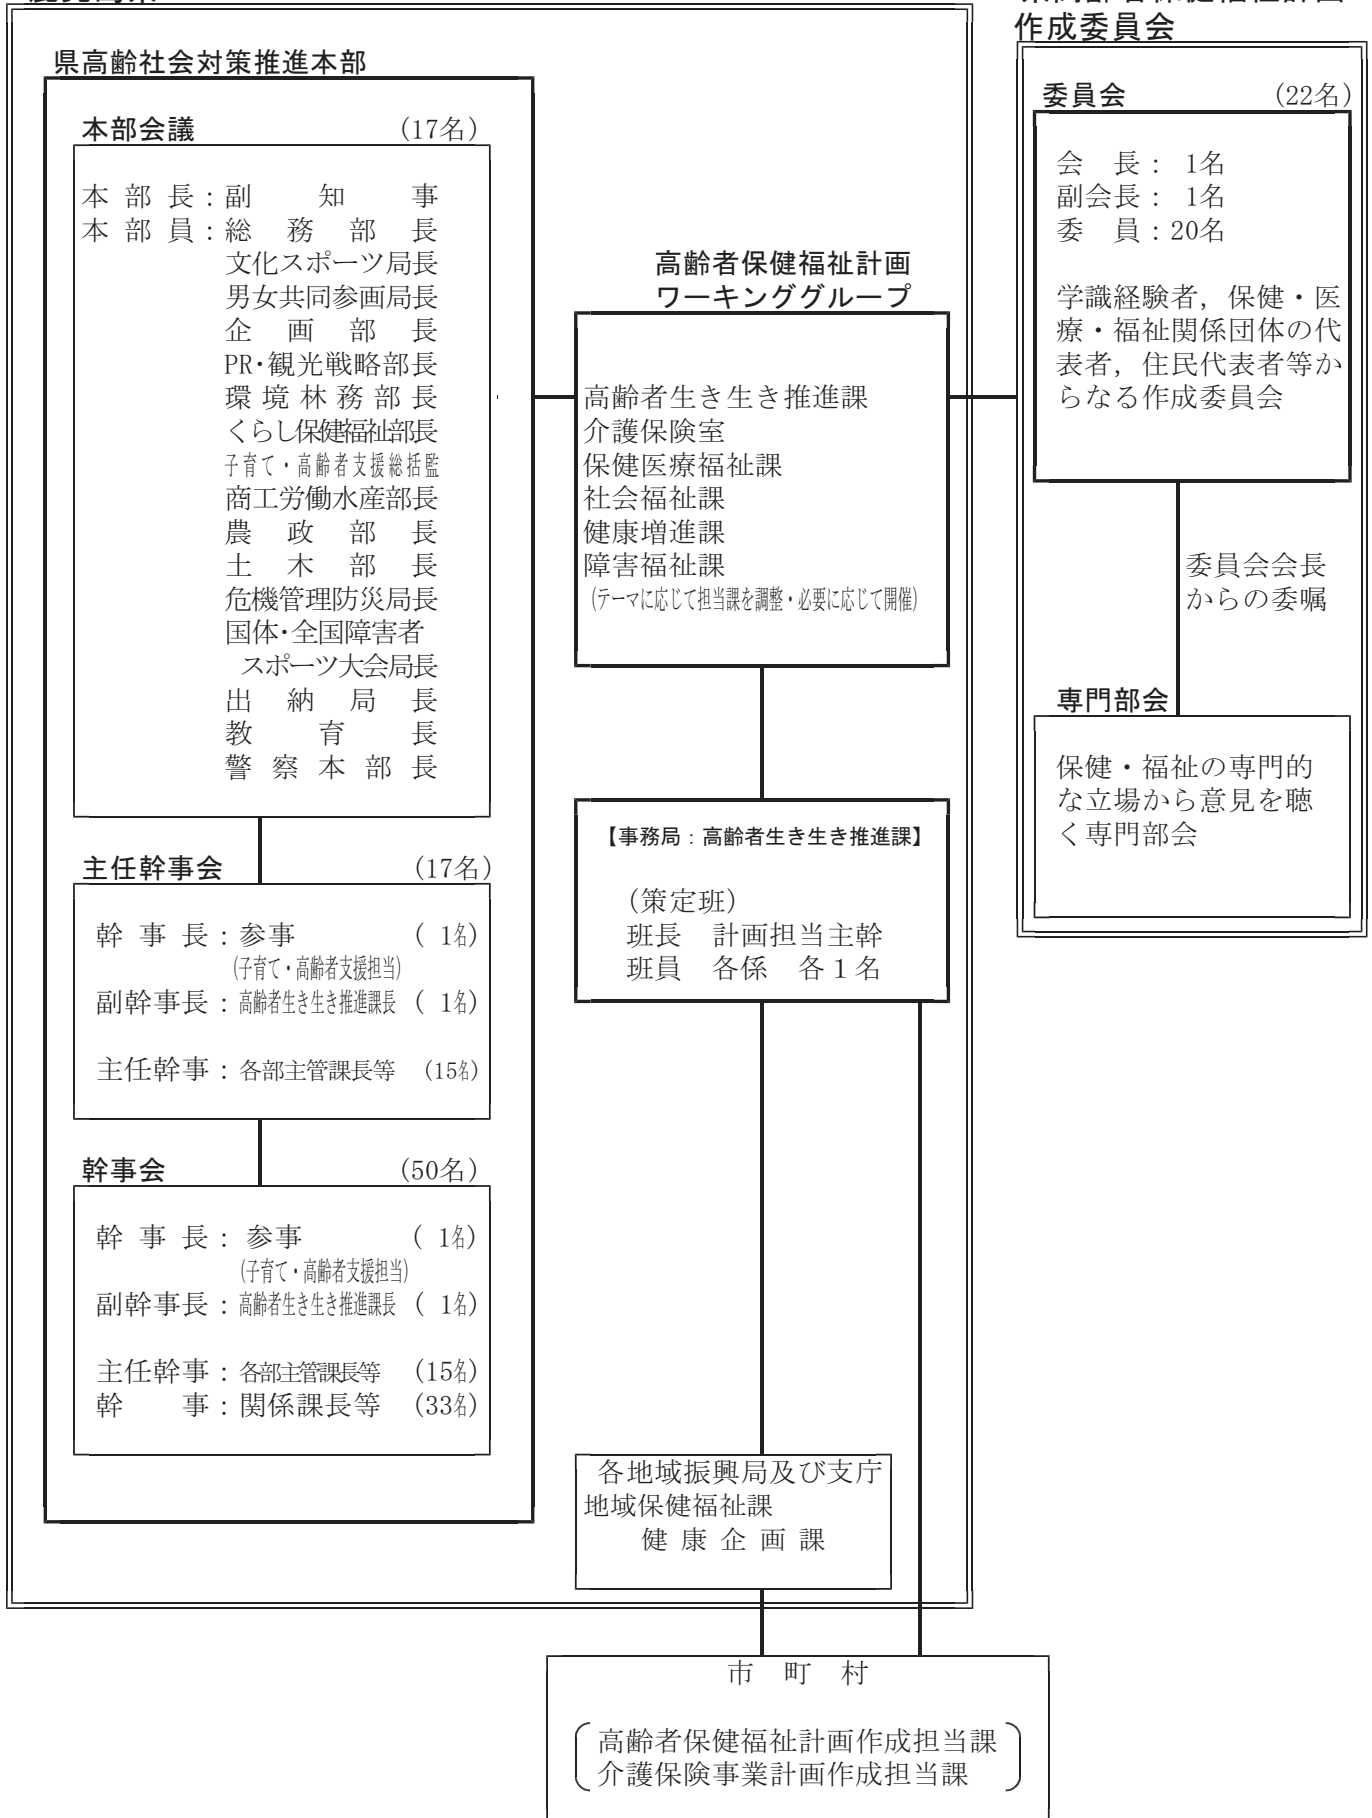 作成委員会
県高齢社会対策推進本部
本部会議 (17名)
本部長：副知事
本部員：総務部長
文化スポーツ局長
男女共同参画局長
企画部長
PR・観光戦略部長
環境林務部長
くらし保健福祉部長
子育て・高齢者支援総括監
商工労働水産部長
農政部長
土木部長
危機管理防災局長
国体・全国障害者
スポーツ大会局長
出納局長
教育長
警察本部長
主任幹事会 (17名)
幹事長：参事 ( 1名)
(子育て・高齢者支援担当)
副幹事長：高齢者生き生き推進課長 ( 1名)
主任幹事：各部主管課長等 (15名)
幹事会 (50名)
幹事長：参事 ( 1名)
(子育て・高齢者支援担当)
副幹事長：高齢者生き生き推進課長 ( 1名)
主任幹事：各部主管課長等 (15名)
幹事：関係課長等 (33名)
高齢者保健福祉計画
ワーキンググループ
高齢者生き生き推進課
介護保険室
保健医療福祉課
社会福祉課
健康増進課
障害福祉課
(テーマに応じて担当課を調整・必要に応じて開催)
【事務局：高齢者生き生き推進課】
(策定班)
班長 計画担当主幹
班員 各係 各１名
各地域振興局及び支庁
地域保健福祉課
健康企画課
市町村
高齢者保健福祉計画作成担当課
介護保険事業計画作成担当課
委員会 (22名)
会長： 1名
副会長： 1名
委員：20名
学識経験者，保健・医
療・福祉関係団体の代
表者，住民代表者等か
らなる作成委員会
委員会会長
からの委嘱
専門部会
保健・福祉の専門的
な立場から意見を聴
く専門部会